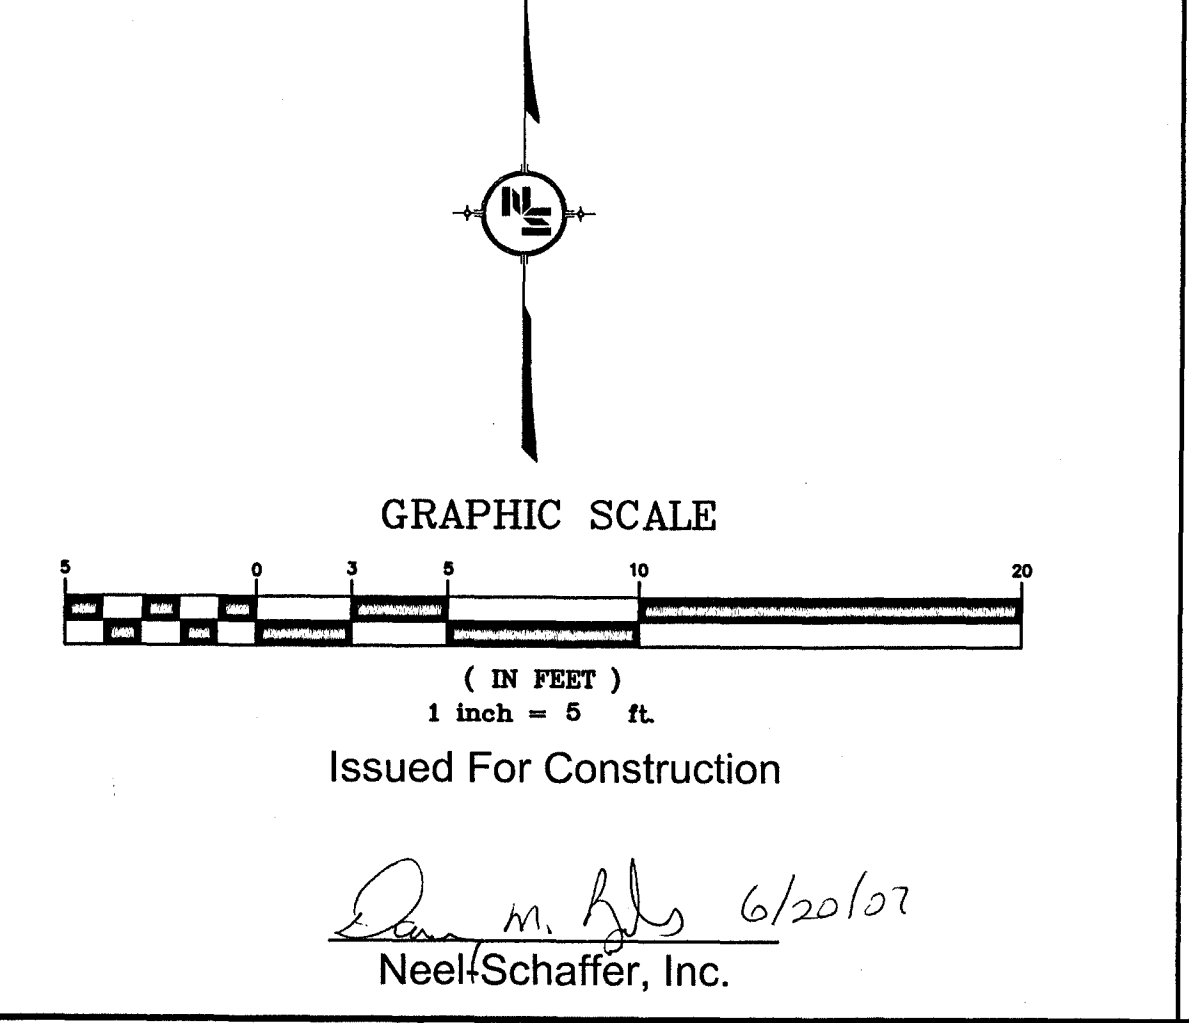 NS
GRAPHIC SCALE
5 0 3 5 10 20
( IN FEET )
1 inch = 5 ft.
Issued For Construction
M. 6/20/07
Neel-Schaffer, Inc.